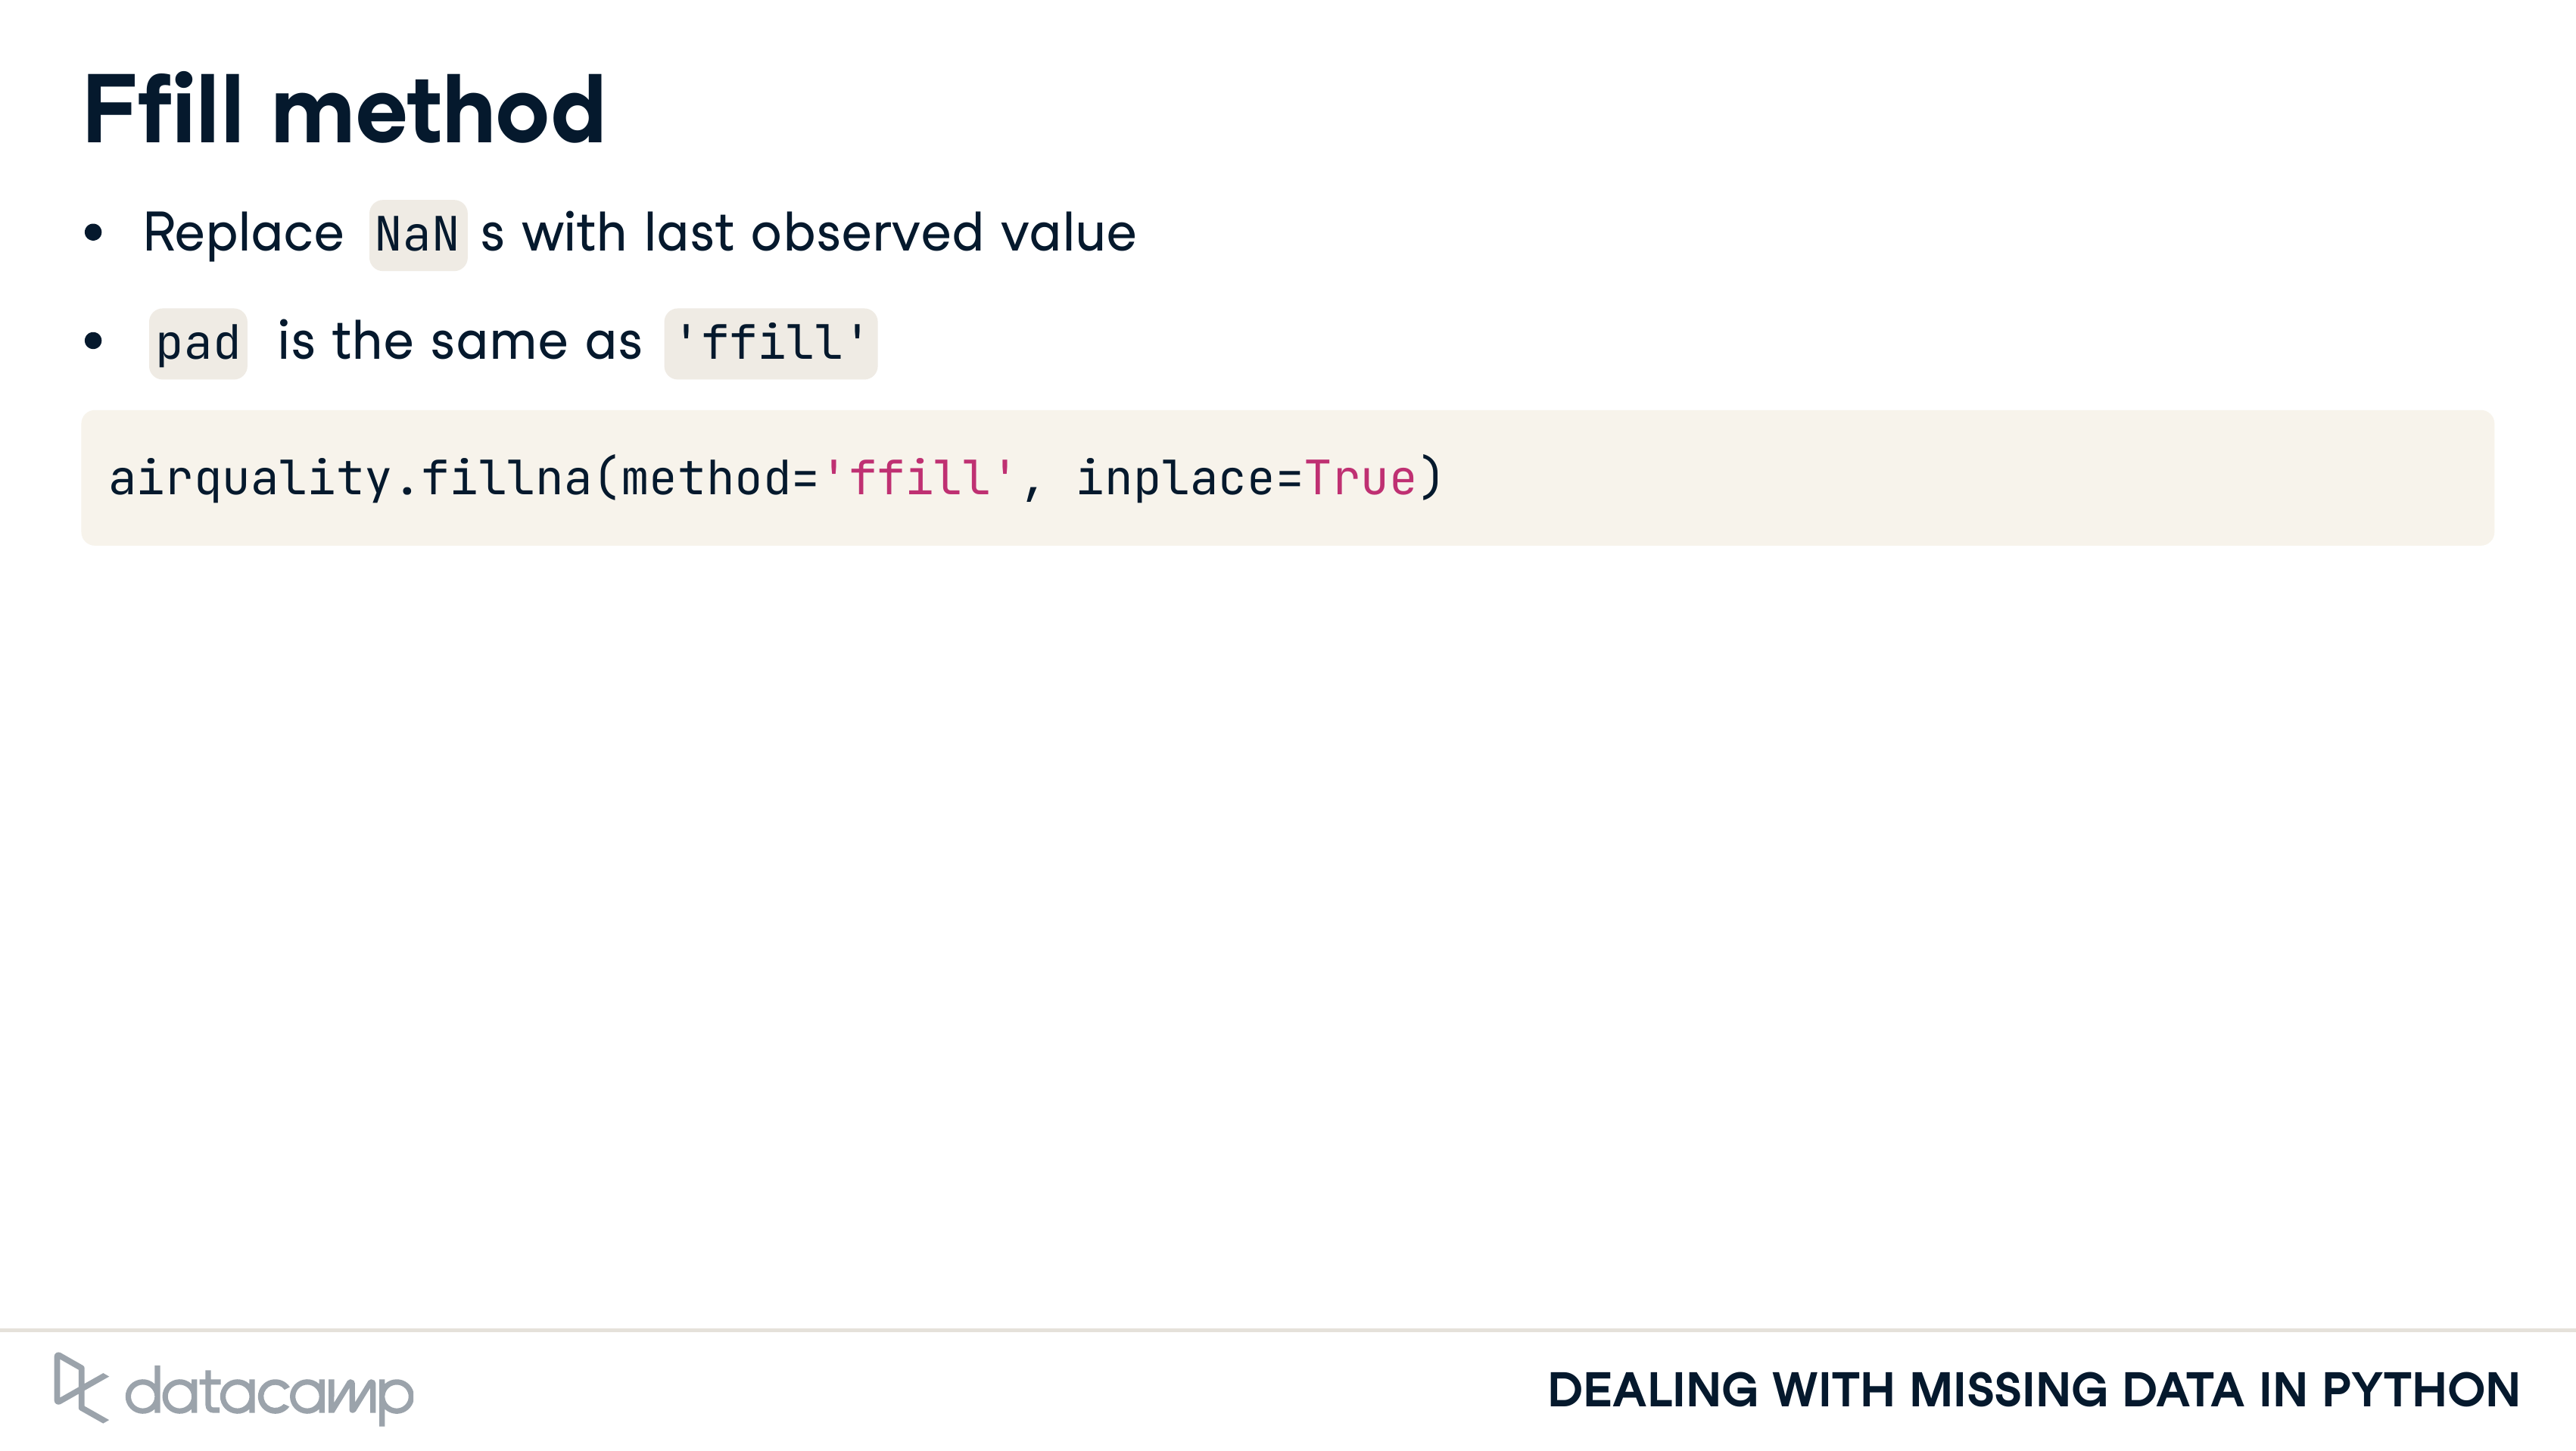 Ffill method
• Replace NaN s with last observed value
• pad is the same as 'ffill'
airquality.fillna(method='ffill', inplace=True)
datacamp
DEALING WITH MISSING DATA IN PYTHON